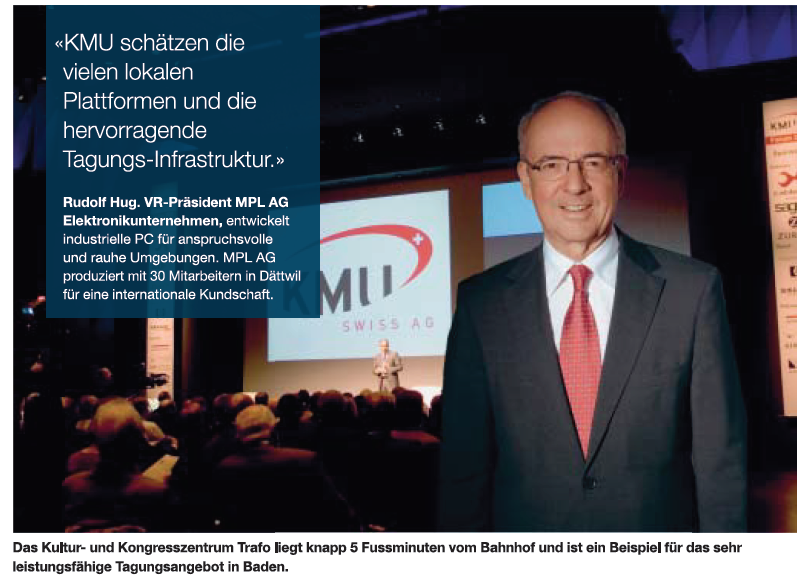 «KMU schätzen die
vielen lokalen
Plattformen und die
hervorragende
Tagungs-Infrastruktur.»
Rudolf Hug. VR-Präsident MPL AG
Elektronikunternehmen, entwickelt
industrielle PC für anspruchsvolle
und rauhe Umgebungen. MPL AG
produziert mit 30 Mitarbeitern in Dättwil
für eine internationale Kundschaft.
KMU
SWISS AG
KMU
Das Kultur- und Kongresszentrum Trafo liegt knapp 5 Fussminuten vom Bahnhof und ist ein Beispiel für das sehr
leistungsfähige Tagungsangebot in Baden.